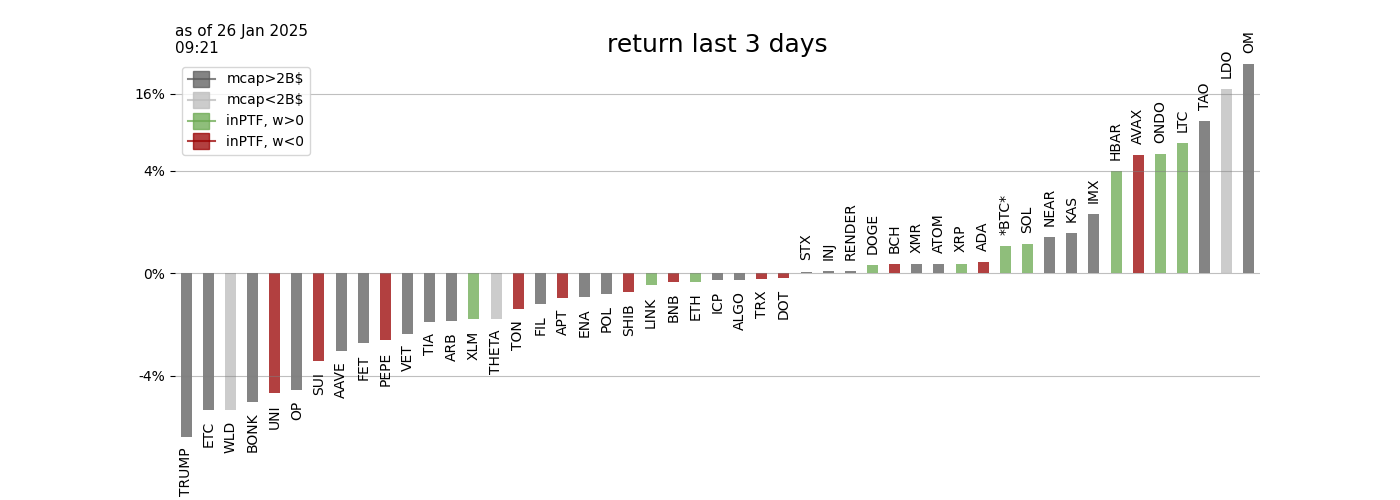 as of 26 Jan 2025
09:21
return last 3 days
mcap>2B$
mcap<2B$
inPTF, w>0
inPTF, w<0
16%
4%
0%
-4%
TRUMP
ETC
WLD
BONK
UNI
OP
SUI
AAVE
FET
PEPE
VET
TIA
ARB
XLM
THETA
TON
FIL
APT
ENA
POL
SHIB
LINK
BNB
ETH
ICP
ALGO
TRX
DOT
STX
INJ
RENDER
DOGE
BCH
XMR
ATOM
XRP
ADA
*BTC*
SOL
NEAR
KAS
IMX
HBAR
AVAX
ONDO
LTC
TAO
LDO
OM